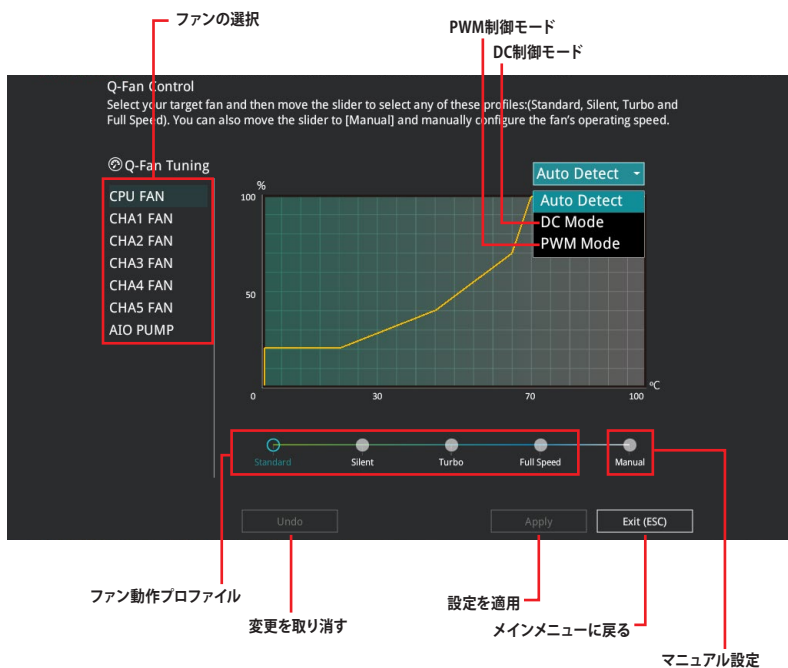 ファンの選択
PWM制御モード
DC制御モード
Q-Fan Control
Select your target fan and then move the slider to select any of these profiles:(Standard, Silent, Turbo and
Full Speed). You can also move the slider to [Manual] and manually configure the fan's operating speed.
Q-Fan Tuning
CPU FAN
CHA1 FAN
CHA2 FAN
CHA3 FAN
CHA4 FAN
CHA5 FAN
AIO PUMP
Auto Detect
Auto Detect
DC Mode
PWM Mode
%
100
50
0
30
70
100
°C
Standard
Silent
Turbo
Full Speed
Manual
Undo
Apply
Exit (ESC)
ファン動作プロファイル
変更を取り消す
設定を適用
メインメニューに戻る
マニュアル設定